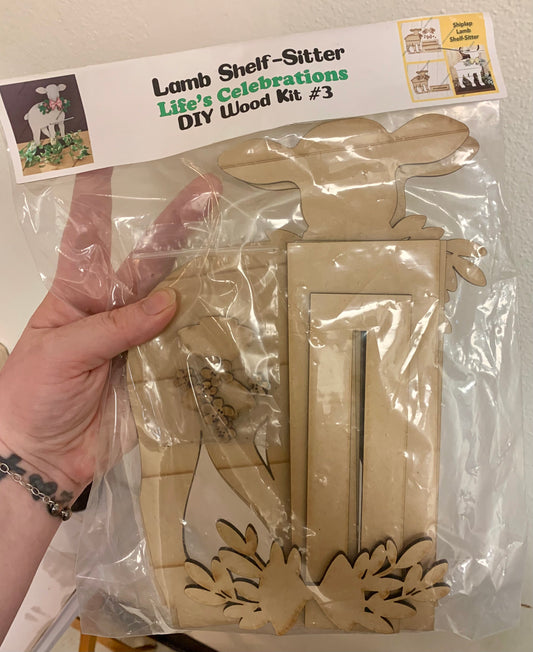 Lamb Shelf-Sitter
Life's Celebrations
DIY Wood Kit #3
Shiplap
Lamb
Shelf-Sitter